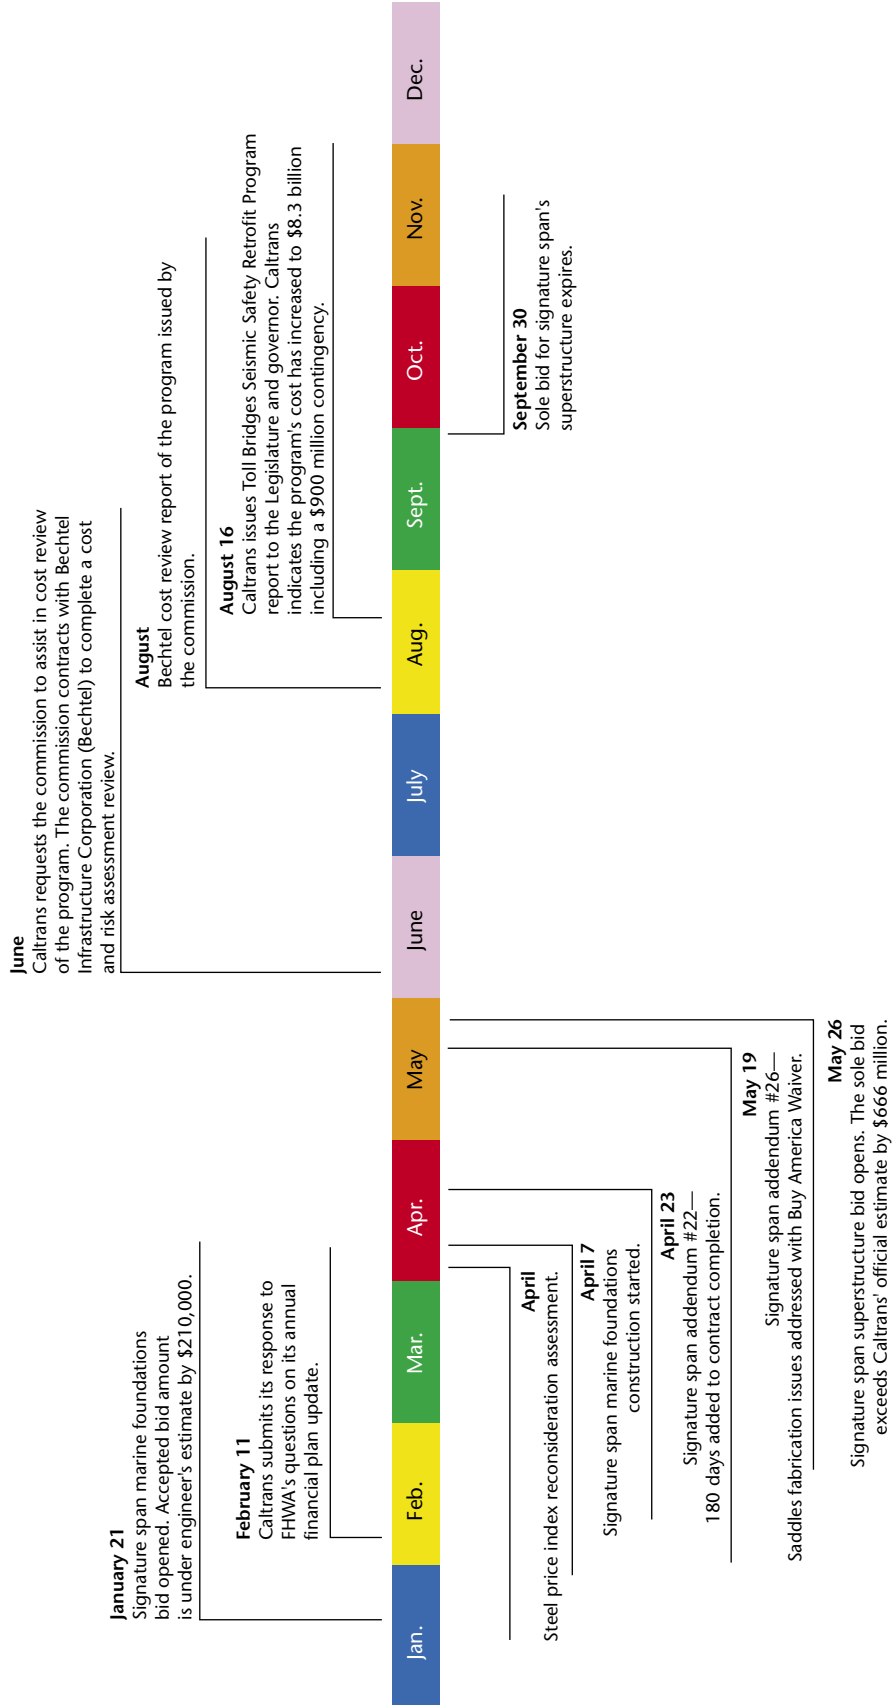 June
Caltrans requests the commission to assist in cost review
of the program. The commission contracts with Bechtel
Infrastructure Corporation (Bechtel) to complete a cost
and risk assessment review.
January 21
Signature span marine foundations
bid opened. Accepted bid amount
is under engineer's estimate by $210,000.
August
Bechtel cost review report of the program issued by
the commission.
February 11
Caltrans submits its response to
FHWA's questions on its annual
financial plan update.
August 16
Caltrans issues Toll Bridges Seismic Safety Retrofit Program
report to the Legislature and governor. Caltrans
indicates the program's cost has increased to $8.3 billion
including a $900 million contingency.
Jan.
Feb.
Mar.
Apr.
May
June
July
Aug.
Sept.
Oct.
Nov.
Dec.
April
Steel price index reconsideration assessment.
September 30
Sole bid for signature span's
superstructure expires.
April 7
Signature span marine foundations
construction started.
April 23
Signature span addendum #22—
180 days added to contract completion.
May 19
Signature span addendum #26—
Saddles fabrication issues addressed with Buy America Waiver.
May 26
Signature span superstructure bid opens. The sole bid
exceeds Caltrans' official estimate by $666 million.